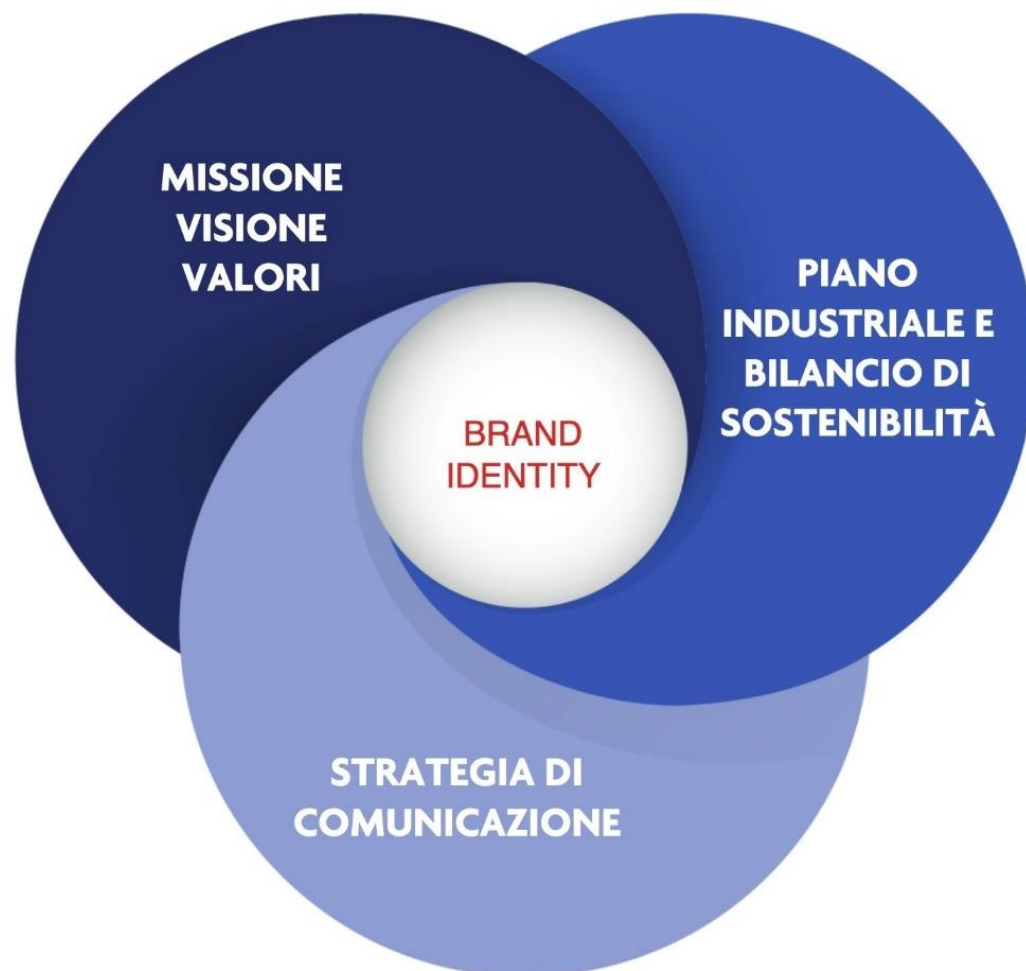 MISSIONE
VISIONE
VALORI
PIANO
INDUSTRIALE E
BILANCIO DI
SOSTENIBILITÀ
BRAND
IDENTITY
STRATEGIA DI
COMUNICAZIONE